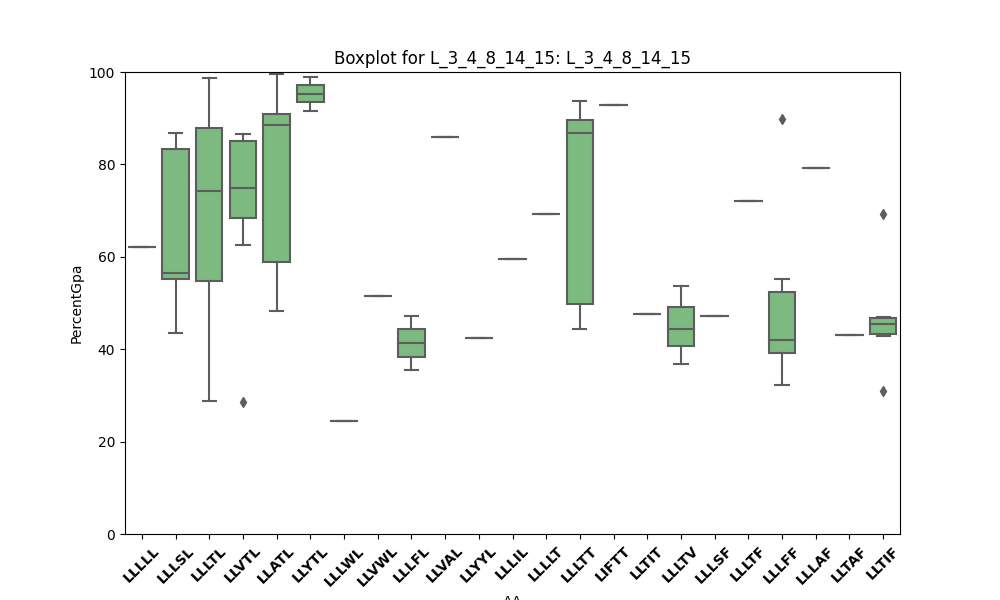 Boxplot for L_3_4_8_14_15: L_3_4_8_14_15
100
80
60
40
20
0
PercentGpa
LLLLL LLLSL LLLTL LLVTL LLATL LLYTL LLLWL LLVWL LLLFL LLVAL LLYYL LLLIL LLLLT LLLTT LIFTT LLTIT LLLTV LLLSF LLLTF LLLFF LLLAF LLTAF LLTIF
AA